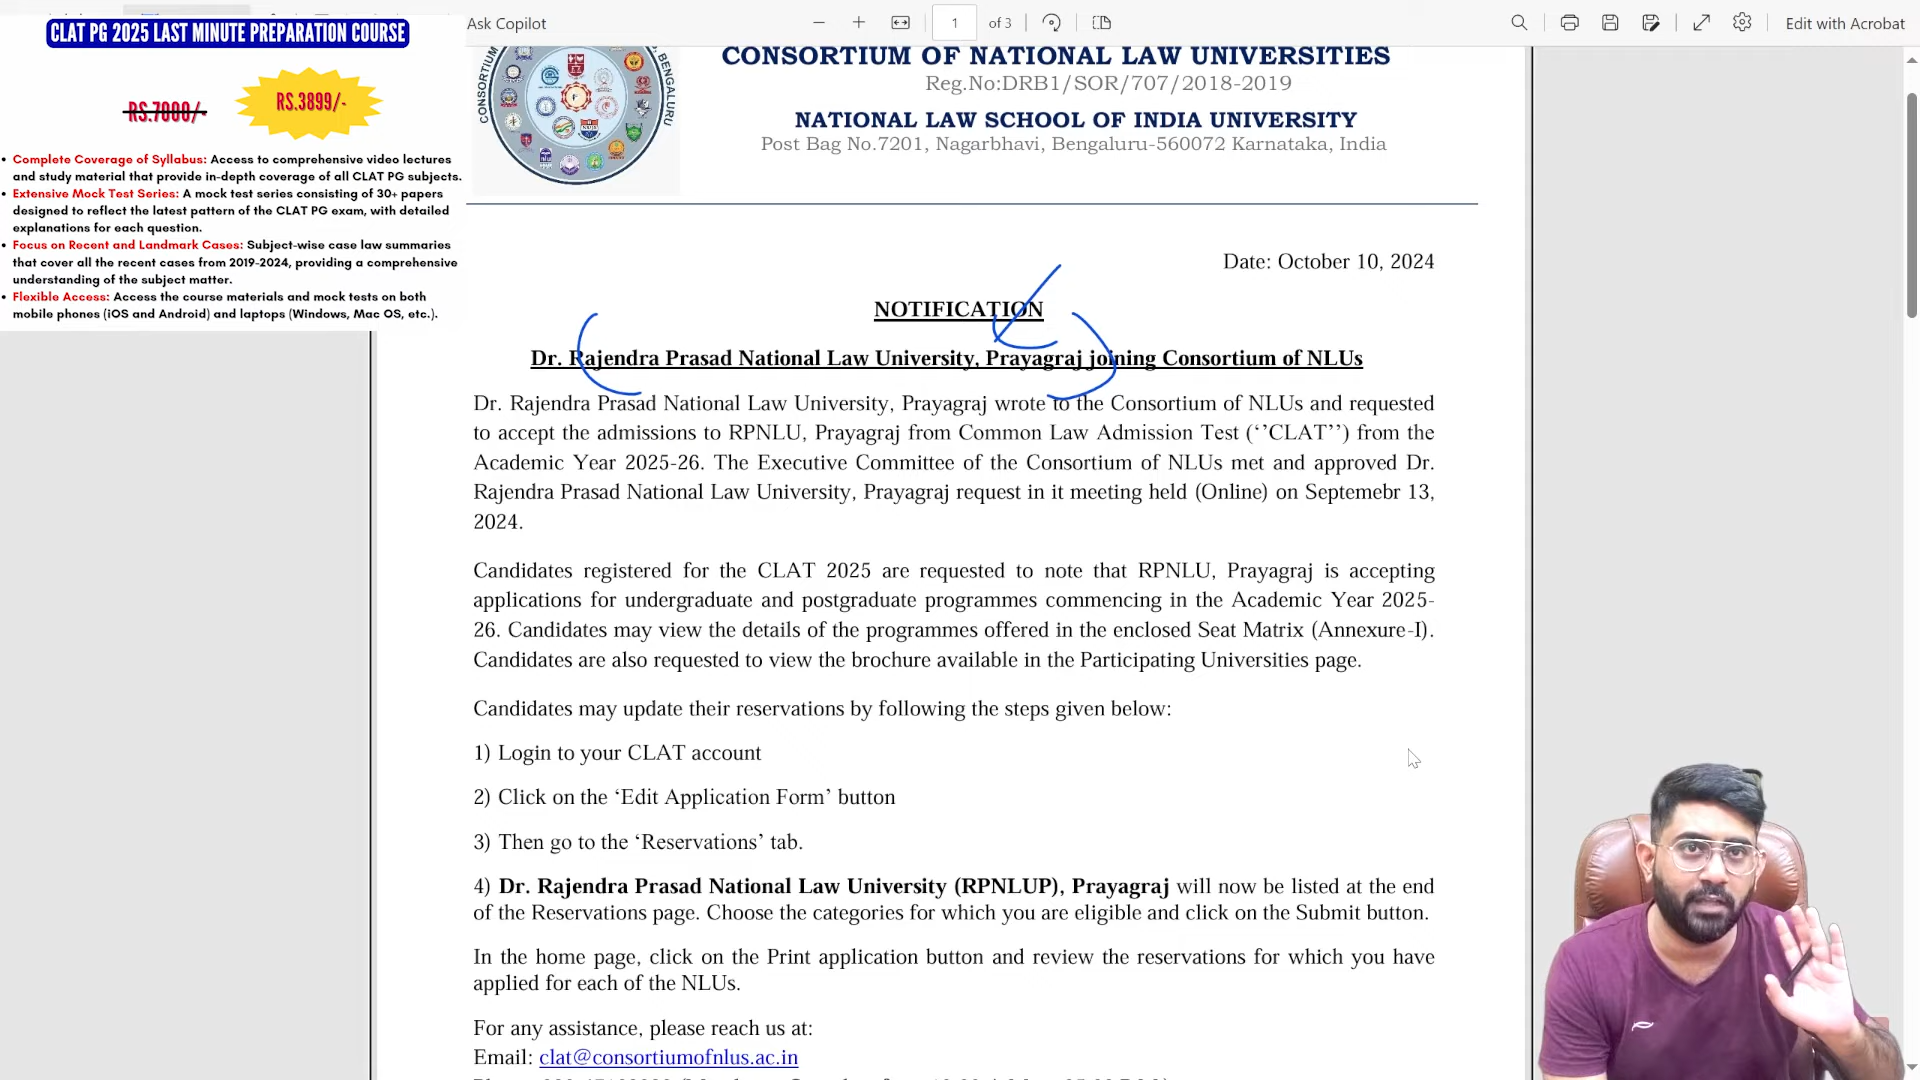 CLAT PG 2025 LAST MINUTE PREPARATION COURSE
RS.7000/-
RS.3899/-
• Complete Coverage of Syllabus: Access to comprehensive video lectures
and study material that provide in-depth coverage of all CLAT PG subjects.
• Extensive Mock Test Series: A mock test series consisting of 30+ papers
designed to reflect the latest pattern of the CLAT PG exam, with detailed
explanations for each question.
• Focus on Recent and Landmark Cases: Subject-wise case law summaries
that cover all the recent cases from 2019-2024, providing a comprehensive
understanding of the subject matter.
• Flexible Access: Access the course materials and mock tests on both
mobile phones (iOS and Android) and laptops (Windows, Mac OS, etc.).
Ask Copilot
1 of 3
Edit with Acrobat
CONSORTIUM OF NATIONAL LAW UNIVERSITIES
Reg.No:DRB1/SOR/707/2018-2019
NATIONAL LAW SCHOOL OF INDIA UNIVERSITY
Post Bag No.7201, Nagarbhavi, Bengaluru-560072 Karnataka, India
CONSORTIUM
BENGALURU
Date: October 10, 2024
NOTIFICATION
Dr. Rajendra Prasad National Law University, Prayagraj joining Consortium of NLUs
Dr. Rajendra Prasad National Law University, Prayagraj wrote to the Consortium of NLUs and requested
to accept the admissions to RPNLU, Prayagraj from Common Law Admission Test (‘’CLAT’’) from the
Academic Year 2025-26. The Executive Committee of the Consortium of NLUs met and approved Dr.
Rajendra Prasad National Law University, Prayagraj request in it meeting held (Online) on Septemebr 13,
2024.
Candidates registered for the CLAT 2025 are requested to note that RPNLU, Prayagraj is accepting
applications for undergraduate and postgraduate programmes commencing in the Academic Year 2025-
26. Candidates may view the details of the programmes offered in the enclosed Seat Matrix (Annexure-I).
Candidates are also requested to view the brochure available in the Participating Universities page.
Candidates may update their reservations by following the steps given below:
1) Login to your CLAT account
2) Click on the ‘Edit Application Form’ button
3) Then go to the ‘Reservations’ tab.
4) Dr. Rajendra Prasad National Law University (RPNLUP), Prayagraj will now be listed at the end
of the Reservations page. Choose the categories for which you are eligible and click on the Submit button.
In the home page, click on the Print application button and review the reservations for which you have
applied for each of the NLUs.
For any assistance, please reach us at:
Email: clat@consortiumofnlus.ac.in